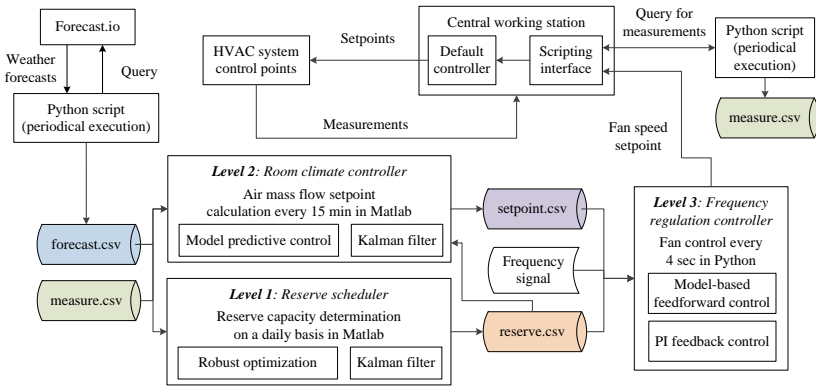 Forecast.io
Weather
forecasts
Query
Python script
(periodical execution)
HVAC system
control points
Setpoints
Measurements
Central working station
Default
controller
Scripting
interface
Query for
measurements
Python script
(periodical execution)
measure.csv
Fan speed
setpoint
forecast.csv
measure.csv
Level 2: Room climate controller
Air mass flow setpoint
calculation every 15 min in Matlab
Model predictive control
Kalman filter
Level 1: Reserve scheduler
Reserve capacity determination
on a daily basis in Matlab
Robust optimization
Kalman filter
setpoint.csv
Frequency
signal
reserve.csv
Level 3: Frequency
regulation controller
Fan control every
4 sec in Python
Model-based
feedforward control
PI feedback control